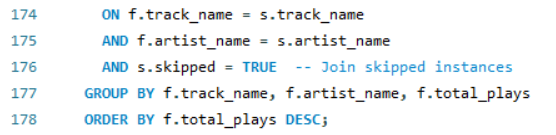 174 ON f.track_name = s.track_name
175 AND f.artist_name = s.artist_name
176 AND s.skipped = TRUE -- Join skipped instances
177 GROUP BY f.track_name, f.artist_name, f.total_plays
178 ORDER BY f.total_plays DESC;